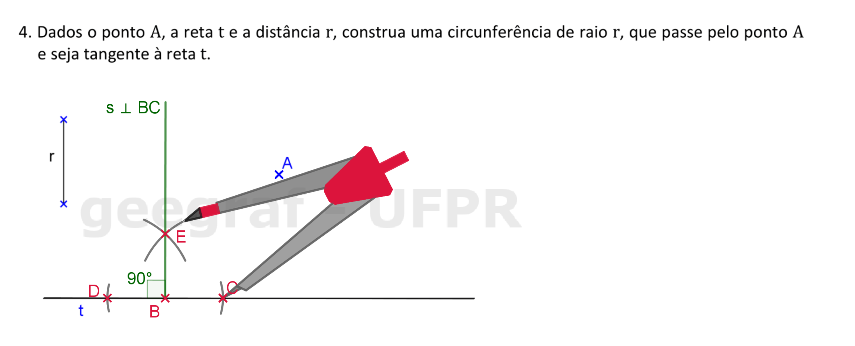 4. Dados o ponto A, a reta t e a distância r, construa uma circunferência de raio r, que passe pelo ponto A
e seja tangente à reta t.
s ⊥ BC
r
A
geegraf - UFPR
E
90°
D
C
t
B